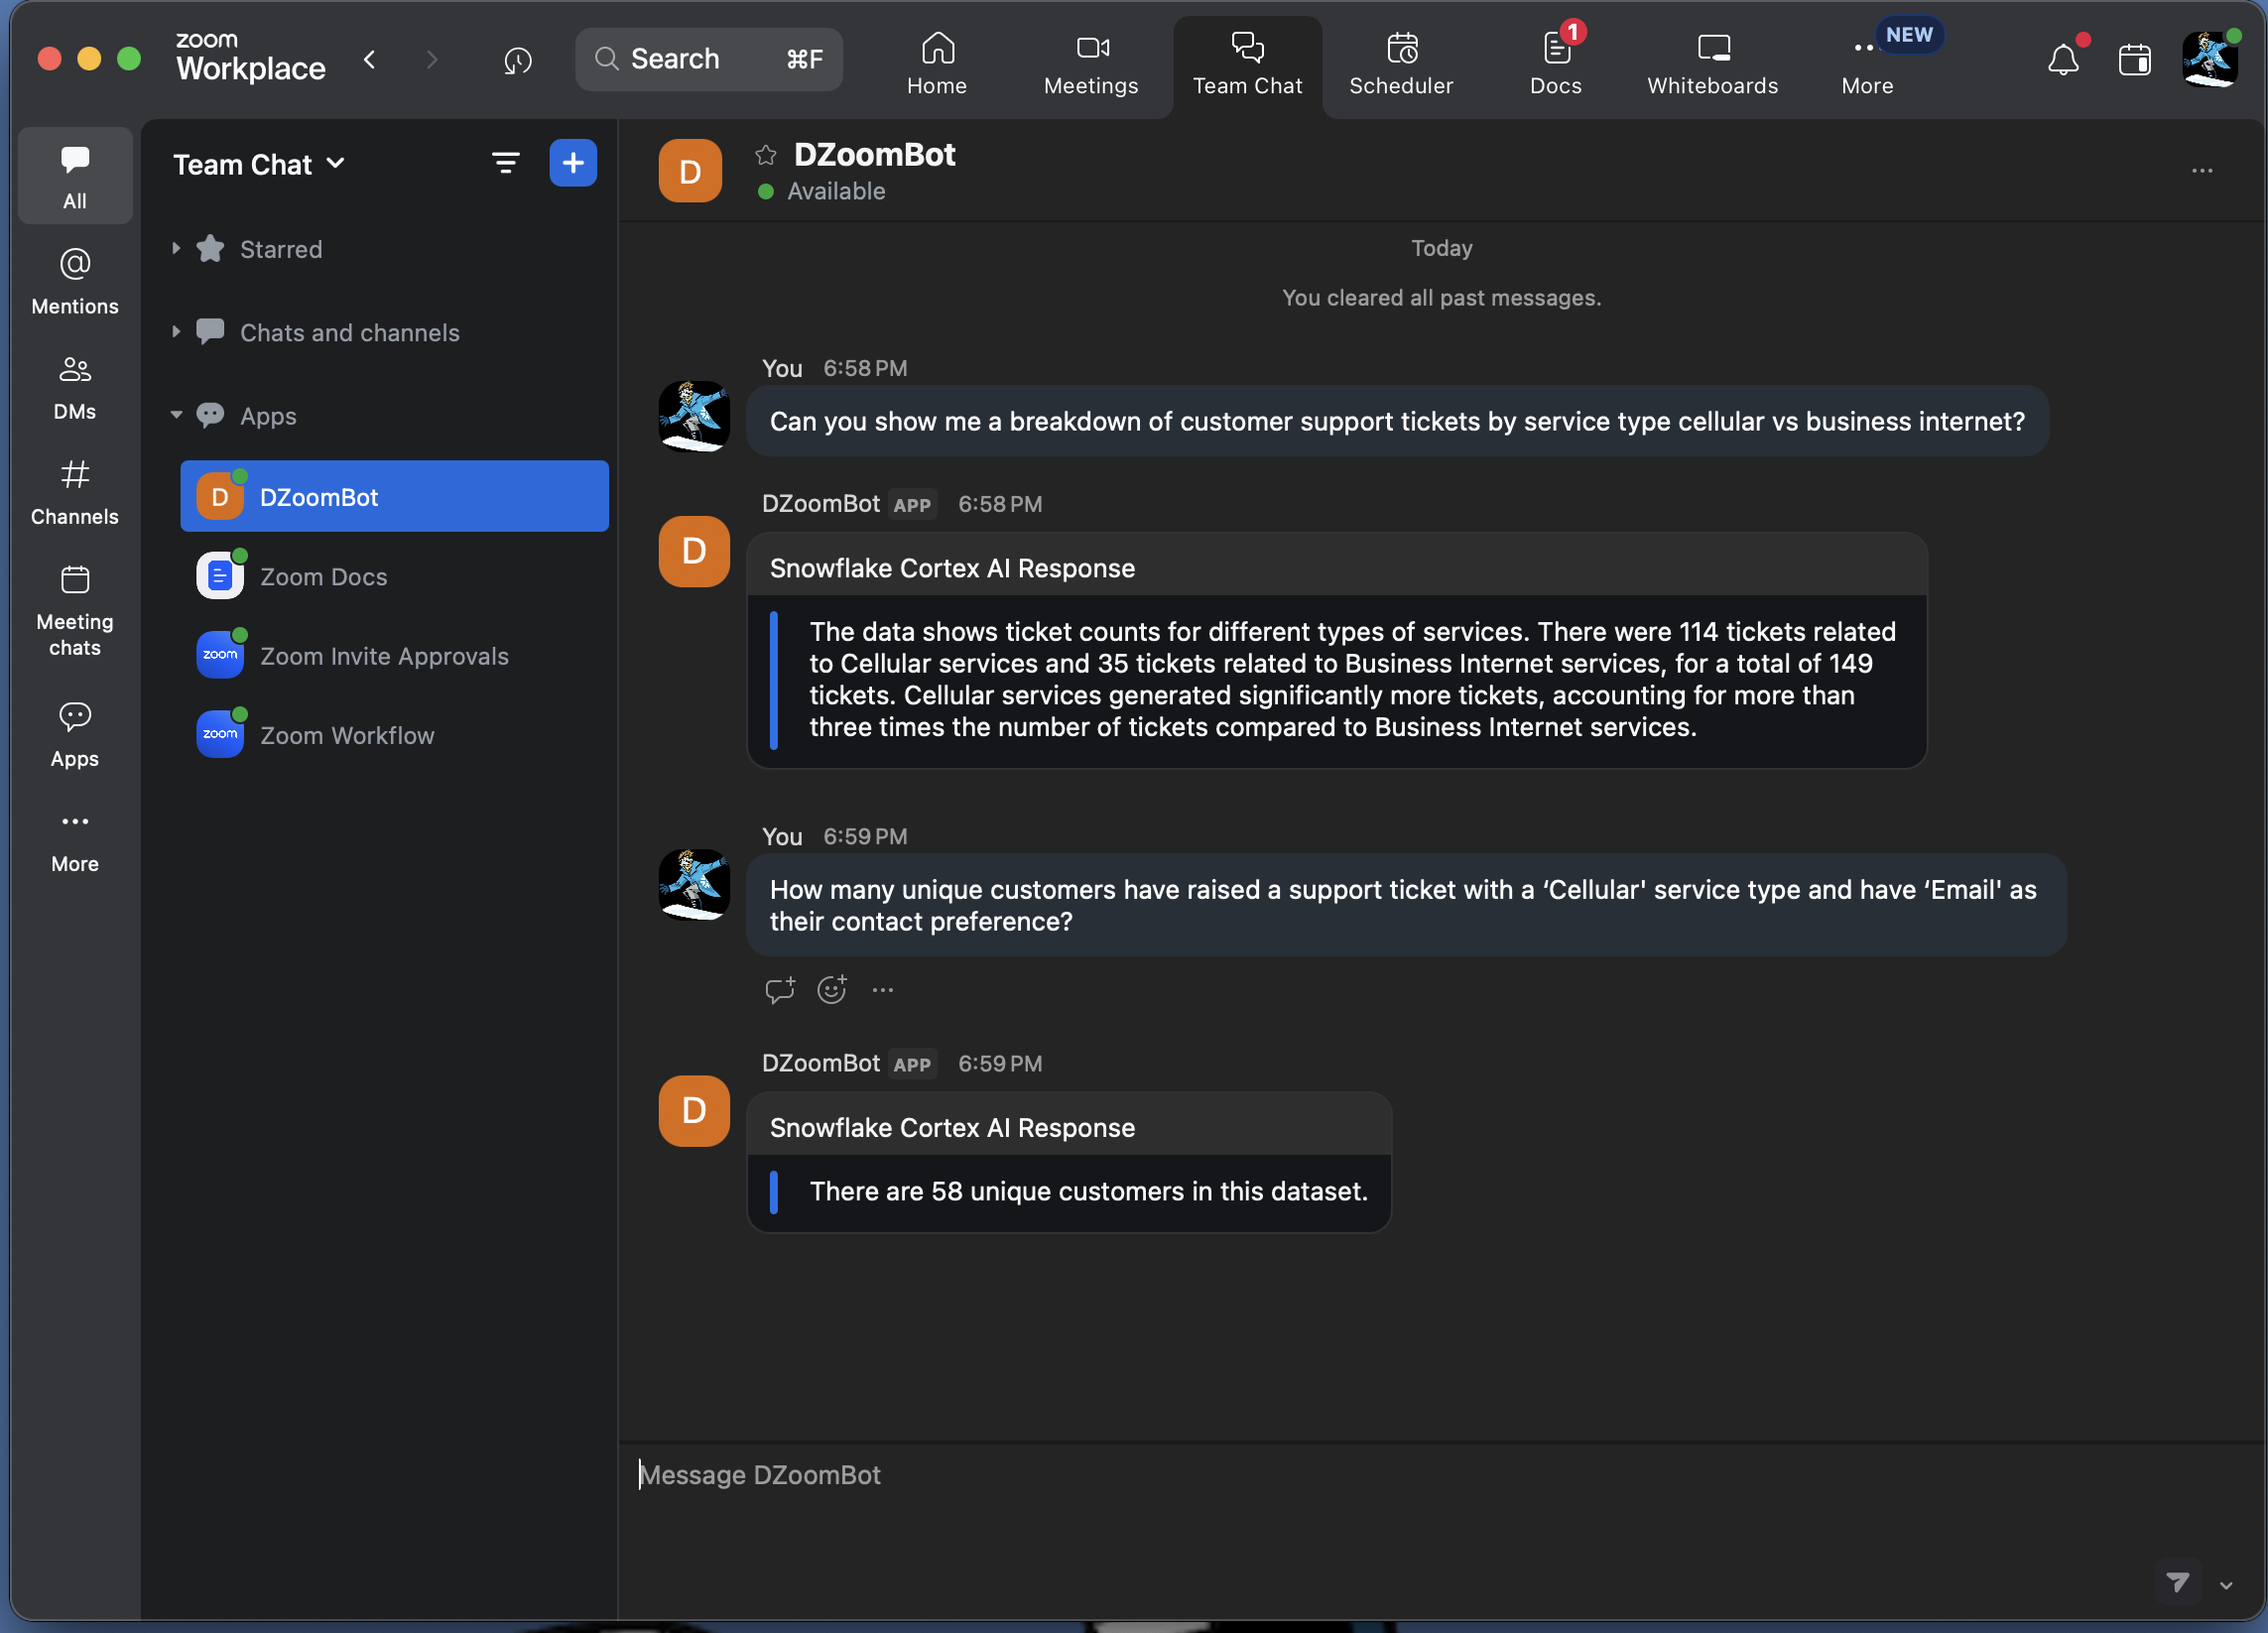 zoom
Workplace
Search ⌘F
Home
Meetings
Team Chat
Scheduler
1
Docs
Whiteboards
NEW
More
All
Mentions
DMs
Channels
Meeting
chats
Apps
More
Team Chat
Starred
Chats and channels
Apps
D DZoomBot
Zoom Docs
zoom Zoom Invite Approvals
zoom Zoom Workflow
D
DZoomBot
Available
Today
You cleared all past messages.
You 6:58 PM
Can you show me a breakdown of customer support tickets by service type cellular vs business internet?
DZoomBot APP 6:58 PM
D
Snowflake Cortex AI Response
The data shows ticket counts for different types of services. There were 114 tickets related
to Cellular services and 35 tickets related to Business Internet services, for a total of 149
tickets. Cellular services generated significantly more tickets, accounting for more than
three times the number of tickets compared to Business Internet services.
You 6:59 PM
How many unique customers have raised a support ticket with a ‘Cellular' service type and have ‘Email' as
their contact preference?
DZoomBot APP 6:59 PM
D
Snowflake Cortex AI Response
There are 58 unique customers in this dataset.
Message DZoomBot